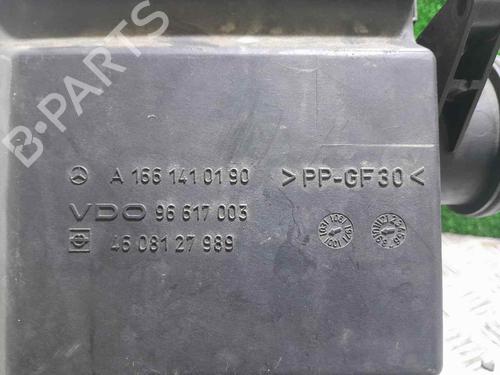 B-PARTS
A 166 141 01 90 >PP-GF30<
VDO 96 617 003
46 081 27 989